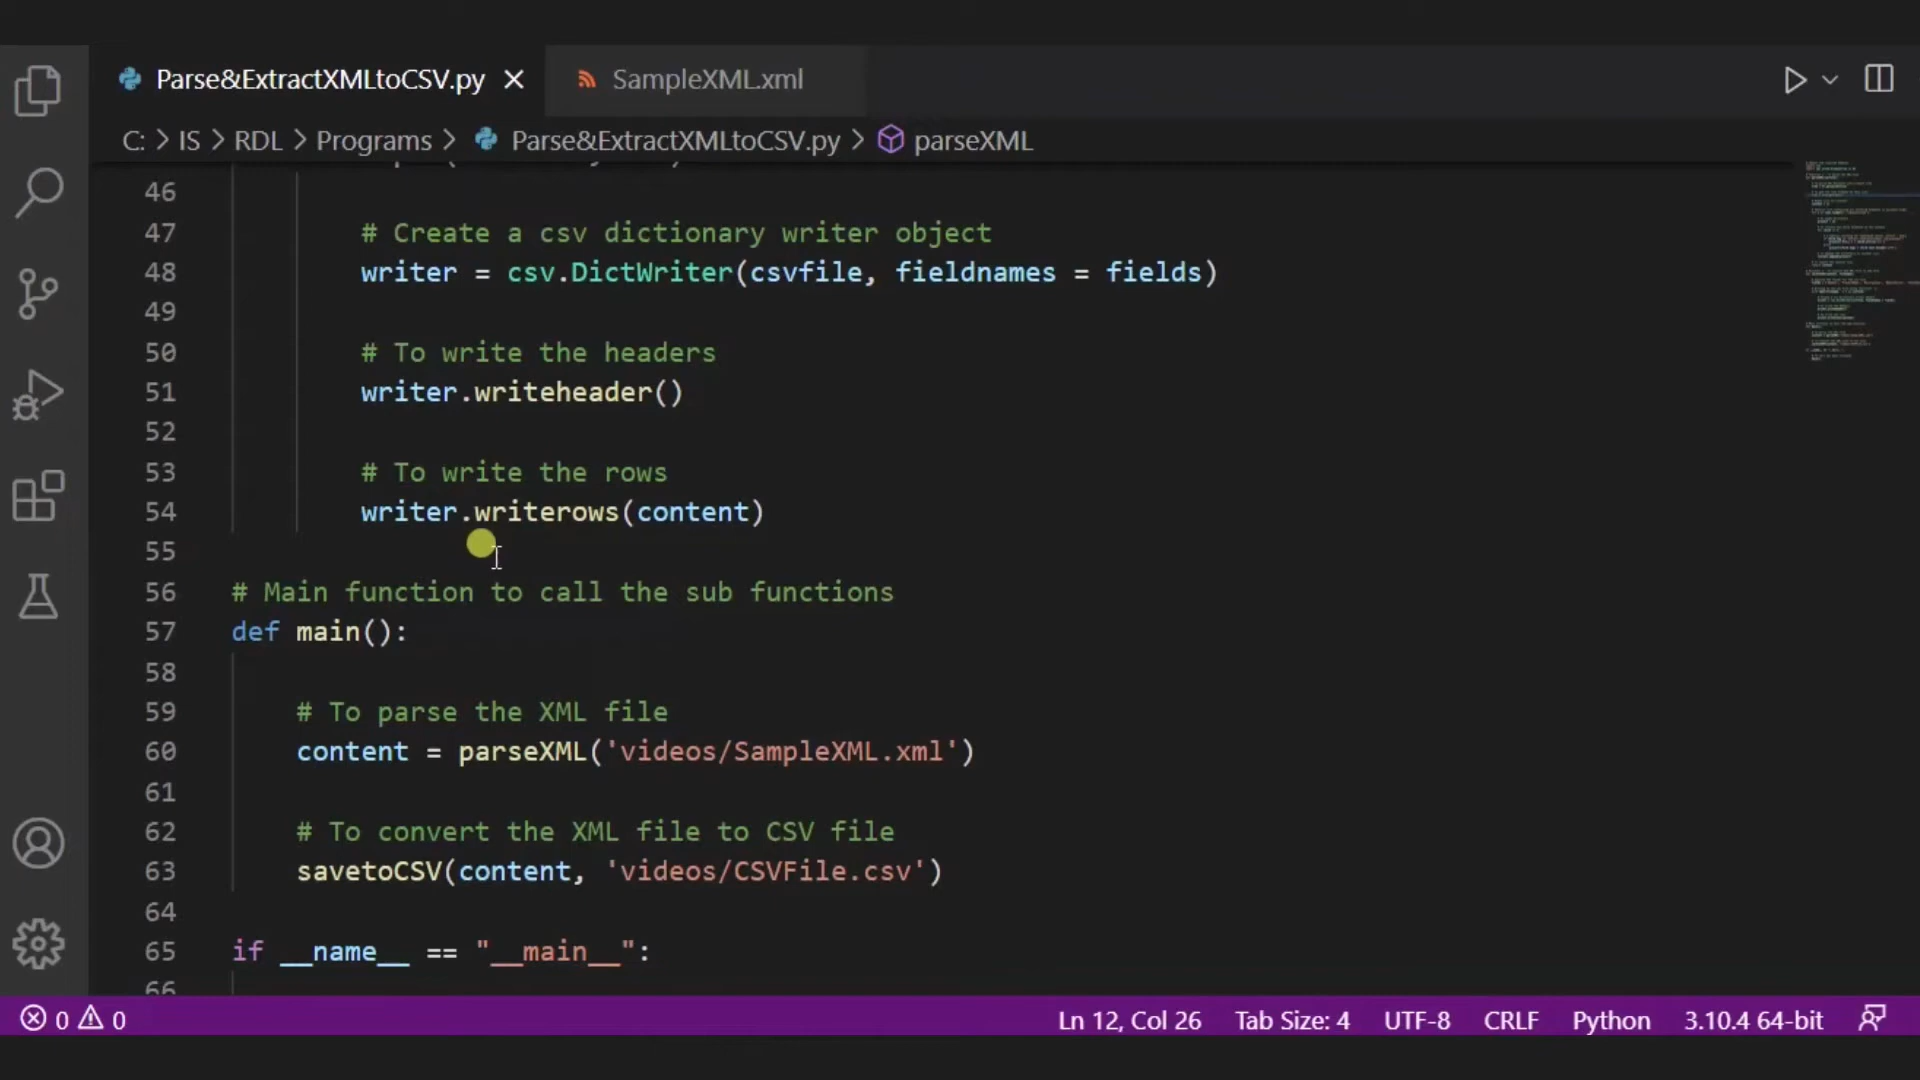 Parse&ExtractXMLtoCSV.py
SampleXML.xml
C: > IS > RDL > Programs > Parse&ExtractXMLtoCSV.py > parseXML
46
47 # Create a csv dictionary writer object
48 writer = csv.DictWriter(csvfile, fieldnames = fields)
49
50 # To write the headers
51 writer.writeheader()
52
53 # To write the rows
54 writer.writerows(content)
55
56 # Main function to call the sub functions
57 def main():
58
59 # To parse the XML file
60 content = parseXML('videos/SampleXML.xml')
61
62 # To convert the XML file to CSV file
63 savetoCSV(content, 'videos/CSVFile.csv')
64
65 if __name__ == "__main__":
66
0 0 Ln 12, Col 26 Tab Size: 4 UTF-8 CRLF Python 3.10.4 64-bit